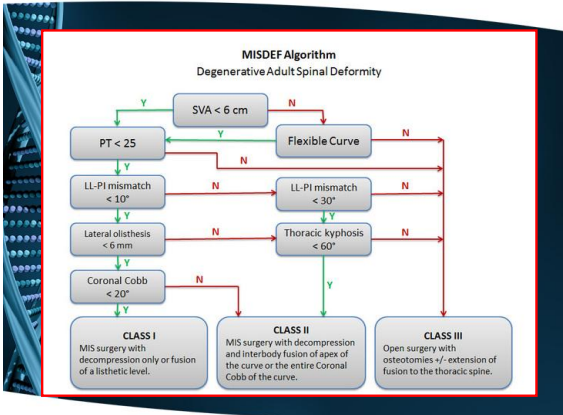 MISDEF Algorithm
Degenerative Adult Spinal Deformity
SVA < 6 cm
Y
N
Y
PT < 25
Flexible Curve
N
Y
N
LL-PI mismatch
< 10°
N
LL-PI mismatch
< 30°
N
Y
Y
Lateral olisthesis
< 6 mm
N
Thoracic kyphosis
< 60°
N
Y
Coronal Cobb
< 20°
N
Y
Y
CLASS I
MIS surgery with
decompression only or fusion
of a listhetic level.
CLASS II
MIS surgery with decompression
and interbody fusion of apex of
the curve or the entire Coronal
Cobb of the curve.
CLASS III
Open surgery with
osteotomies +/- extension of
fusion to the thoracic spine.